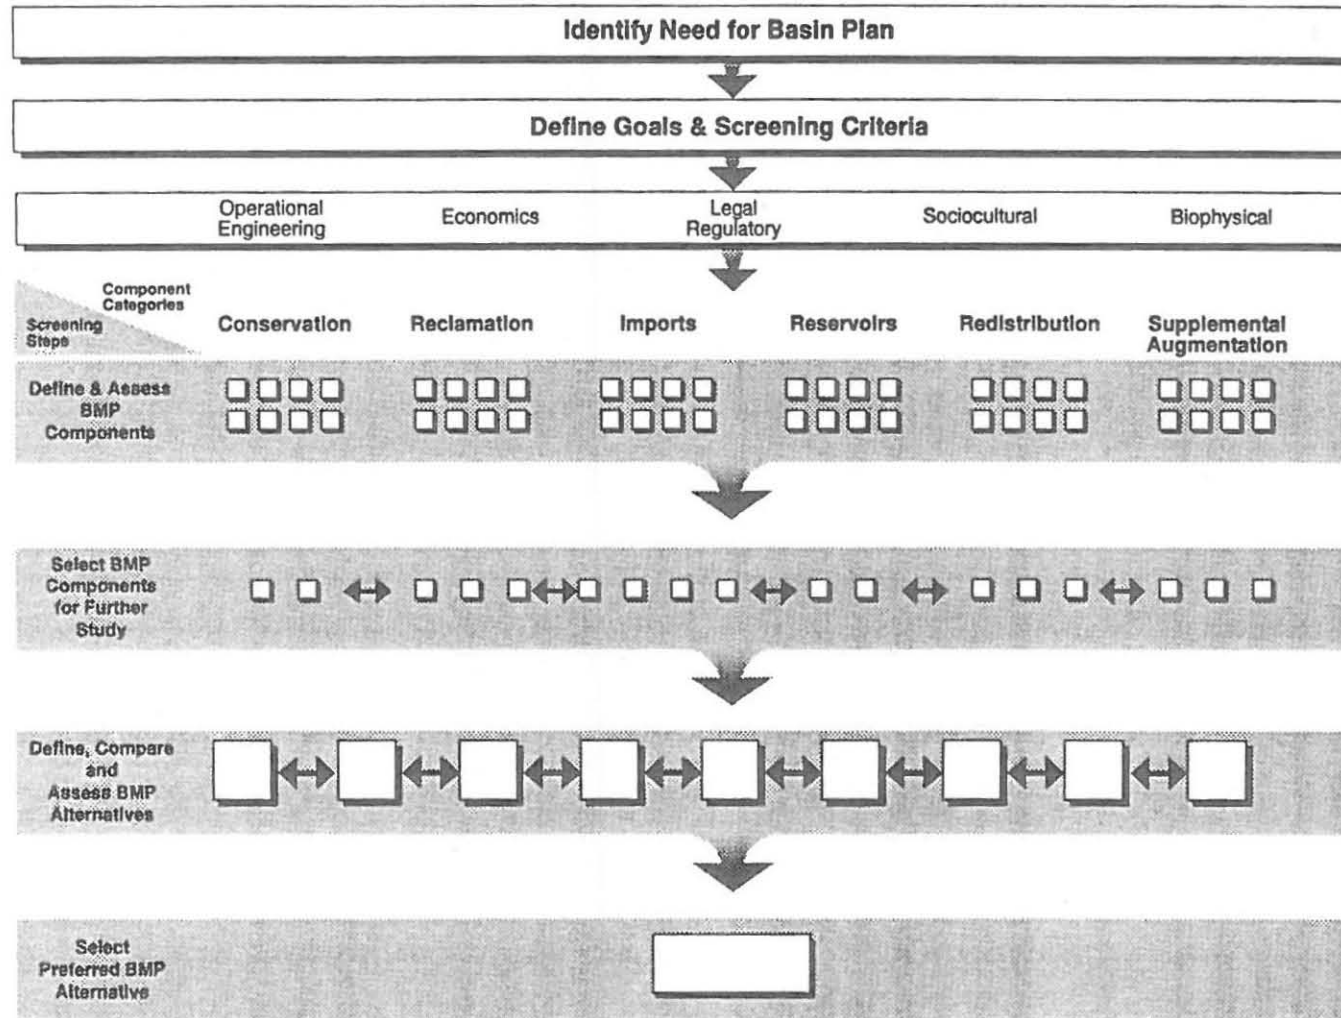 Identify Need for Basin Plan
Define Goals & Screening Criteria
Operational
Engineering
Economics
Legal
Regulatory
Sociocultural
Biophysical
Component
Categories
Screening
Steps
Conservation
Reclamation
Imports
Reservoirs
Redistribution
Supplemental
Augmentation
Define & Assess
BMP
Components
Select BMP
Components
for Further
Study
Define, Compare
and
Assess BMP
Alternatives
Select
Preferred BMP
Alternative